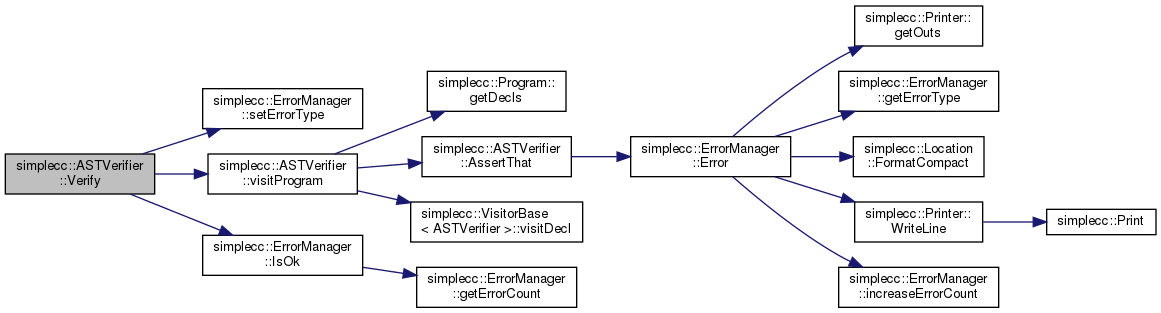 simplecc::ASTVerifier
::Verify
simplecc::ErrorManager
::setErrorType
simplecc::ASTVerifier
::visitProgram
simplecc::ErrorManager
::IsOk
simplecc::Program::
getDecls
simplecc::ASTVerifier
::AssertThat
simplecc::VisitorBase
< ASTVerifier >::visitDecl
simplecc::ErrorManager
::getErrorCount
simplecc::ErrorManager
::Error
simplecc::Printer::
getOuts
simplecc::ErrorManager
::getErrorType
simplecc::Location
::FormatCompact
simplecc::Printer::
WriteLine
simplecc::ErrorManager
::increaseErrorCount
simplecc::Print